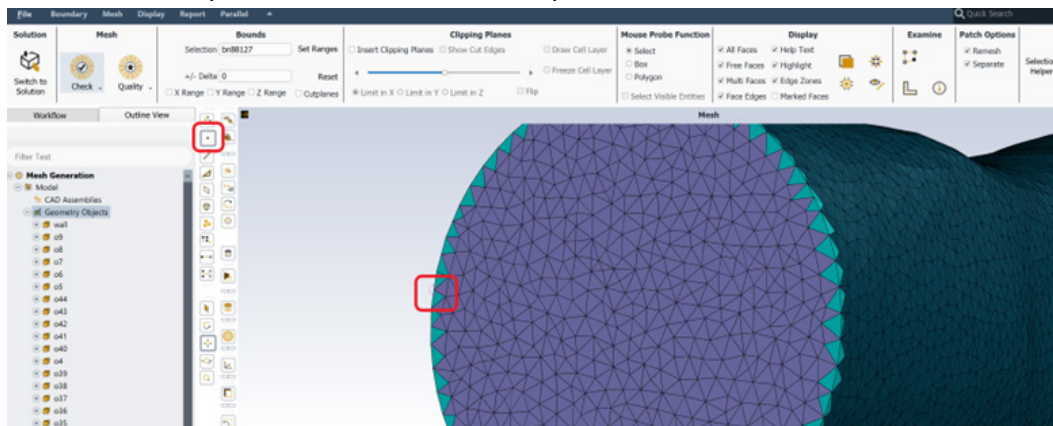 File Boundary Mesh Display Report Parallel
Quick Search
Solution
Switch to
Solution
Mesh
Check
Quality
Bounds
Selection bn88127 Set Ranges
+/- Delta 0 Reset
X Range Y Range Z Range Cutplanes
Clipping Planes
Insert Clipping Planes Show Cut Edges Draw Cell Layer
Freeze Cell Layer
Limit in X Limit in Y Limit in Z Flip
Mouse Probe Function
Select
Box
Polygon
Select Visible Entities
Display
All Faces Help Text
Free Faces Highlight
Multi Faces Edge Zones
Face Edges Marked Faces
Examine
Patch Options
Remesh
Separate
Selectio
Helper
Workflow Outline View
Mesh
Filter Text
Mesh Generation
Model
CAD Assemblies
Geometry Objects
wall
o9
o8
o7
o6
o5
o44
o43
o42
o41
o40
o4
o39
o38
o37
o36
o35